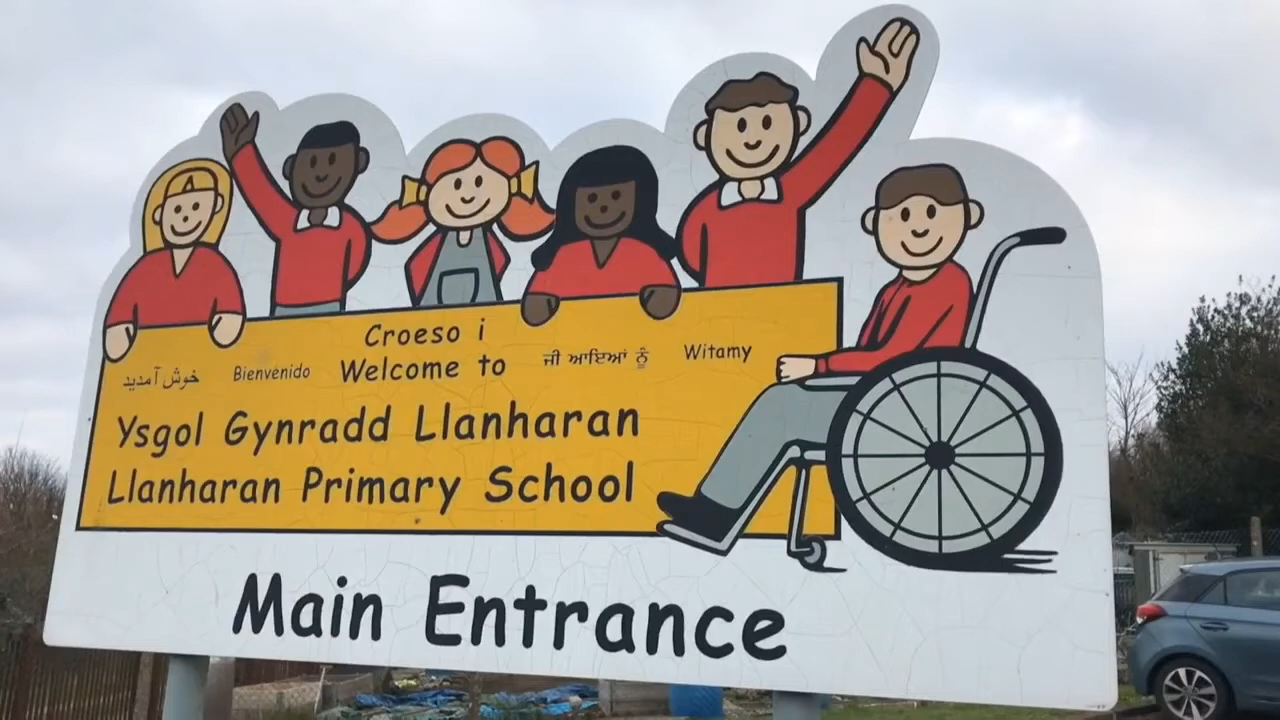 Croeso i
خوش آمدید Bienvenido Welcome to ਜੀ ਆਇਆਂ ਨੂੰ Witamy
Ysgol Gynradd Llanharan
Llanharan Primary School
Main Entrance